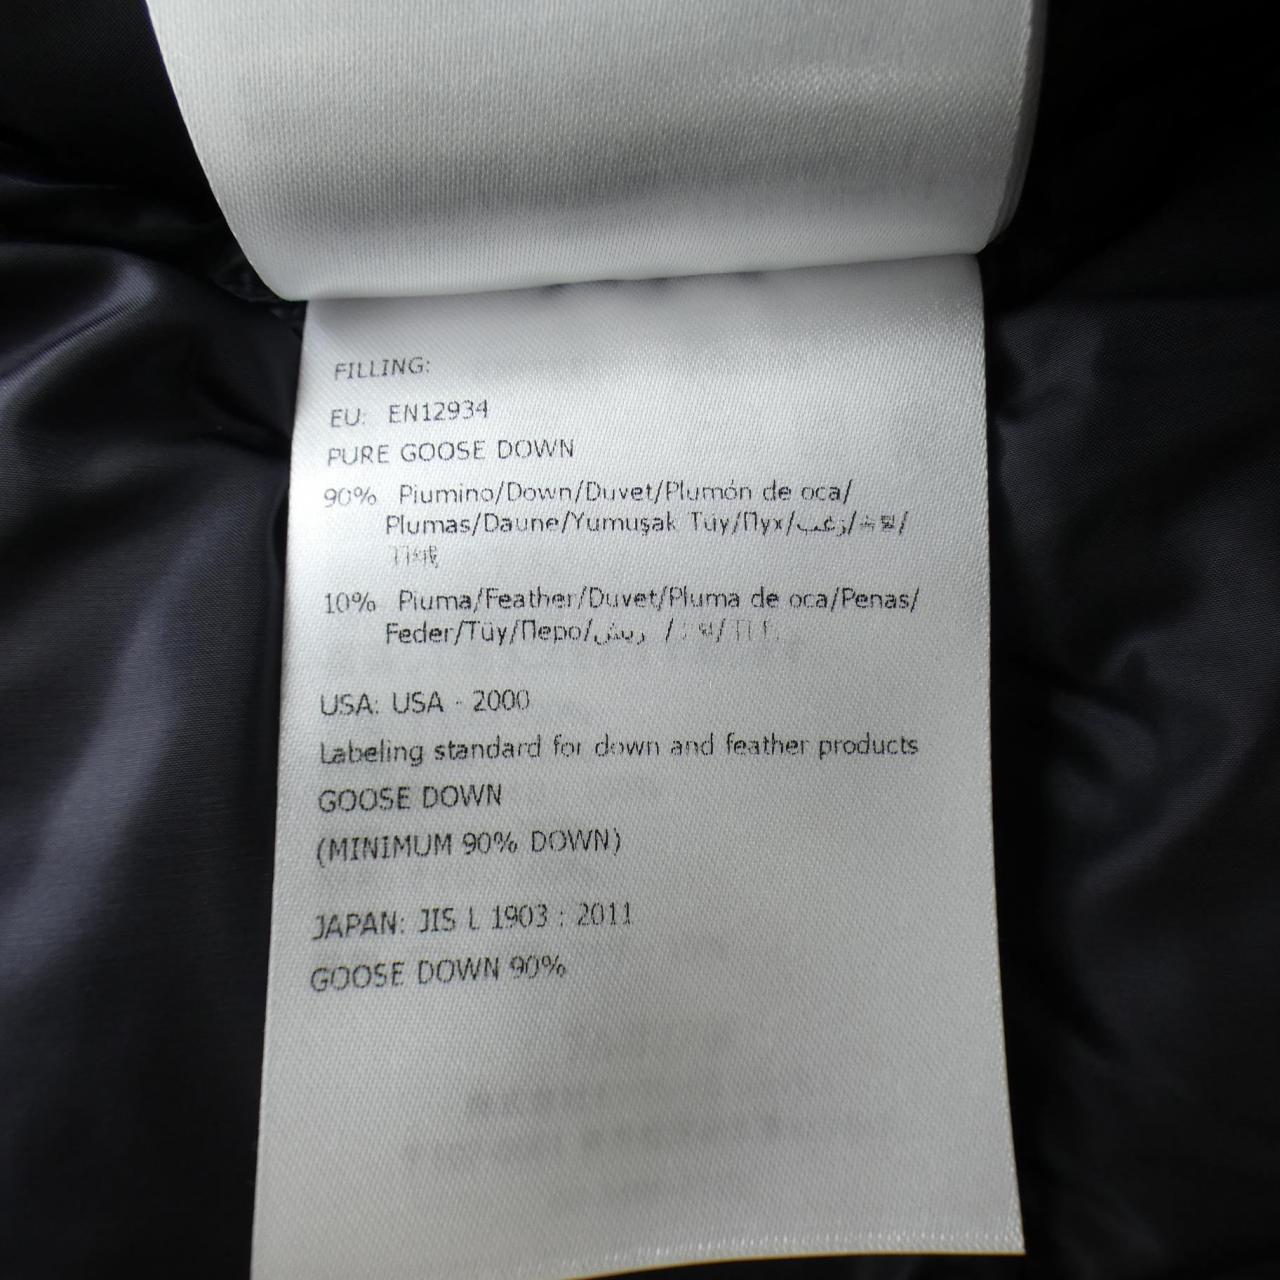 FILLING:
EU: EN12934
PURE GOOSE DOWN
90% Piumino/Down/Duvet/Plumón de oca/
Plumas/Daune/Yumuşak Tüy/Пух/زغب/
10% Piuma/Feather/Duvet/Pluma de oca/Penas/
Feder/Tüy/Перо/ريش /
USA: USA - 2000
Labeling standard for down and feather products
GOOSE DOWN
(MINIMUM 90% DOWN)
JAPAN: JIS L 1903 : 2011
GOOSE DOWN 90%